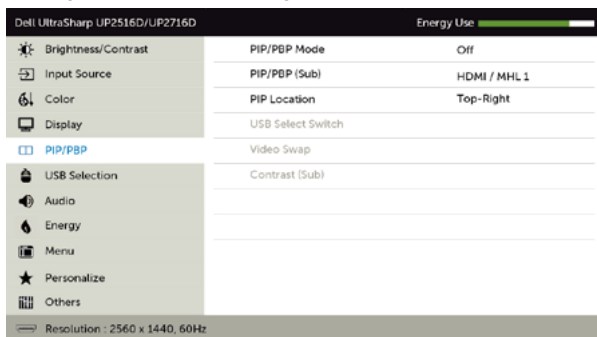 Dell UltraSharp UP2516D/UP2716D Energy Use
Brightness/Contrast PIP/PBP Mode Off
Input Source PIP/PBP (Sub) HDMI / MHL 1
Color PIP Location Top-Right
Display USB Select Switch
PIP/PBP Video Swap
USB Selection Contrast (Sub)
Audio
Energy
Menu
Personalize
Others
Resolution : 2560 x 1440, 60Hz